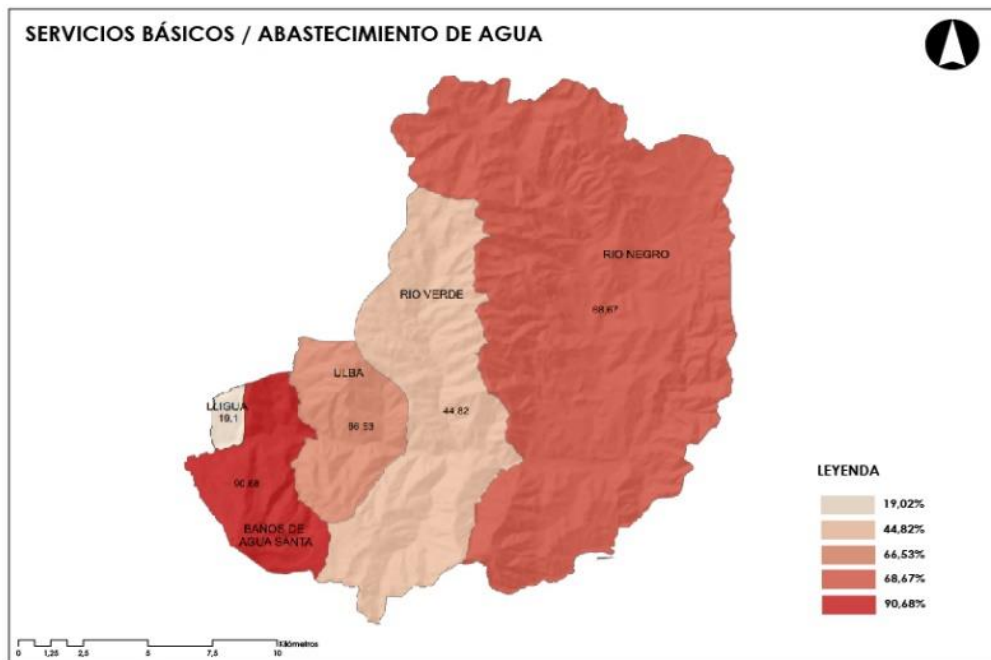 SERVICIOS BÁSICOS / ABASTECIMIENTO DE AGUA
RIO NEGRO
68,67
RIO VERDE
44,82
ULBA
66,53
LLIGUA
19,1
90,68
BAÑOS DE
AGUA SANTA
LEYENDA
19,02%
44,82%
66,53%
68,67%
90,68%
Kilómetros
0 1,25 2,5 5 7,5 10